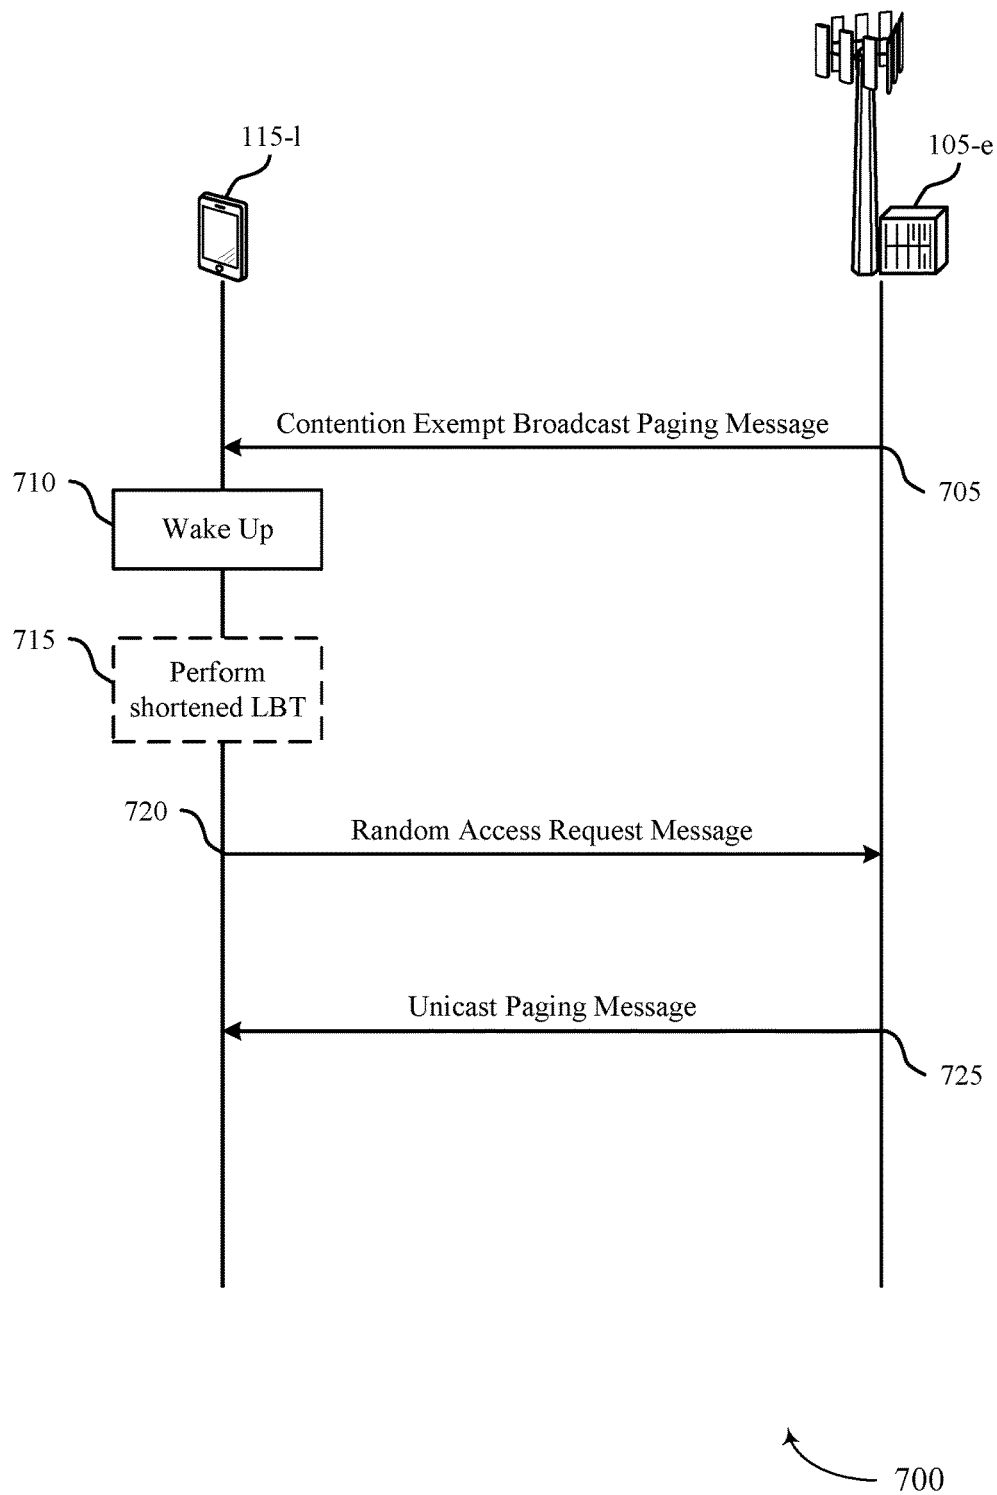 115-l
105-e
Contention Exempt Broadcast Paging Message
705
710
Wake Up
715
Perform
shortened LBT
720
Random Access Request Message
Unicast Paging Message
725
700